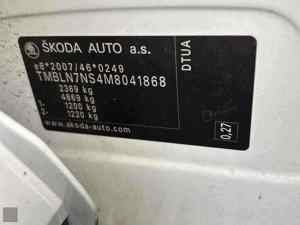 ŠKODA AUTO a.s.
e8*2007/46*0249
TMBLN7NS4M8041868
2369 kg
4869 kg
1200 kg
1220 kg
www.skoda-auto.com
DTUA
0,27